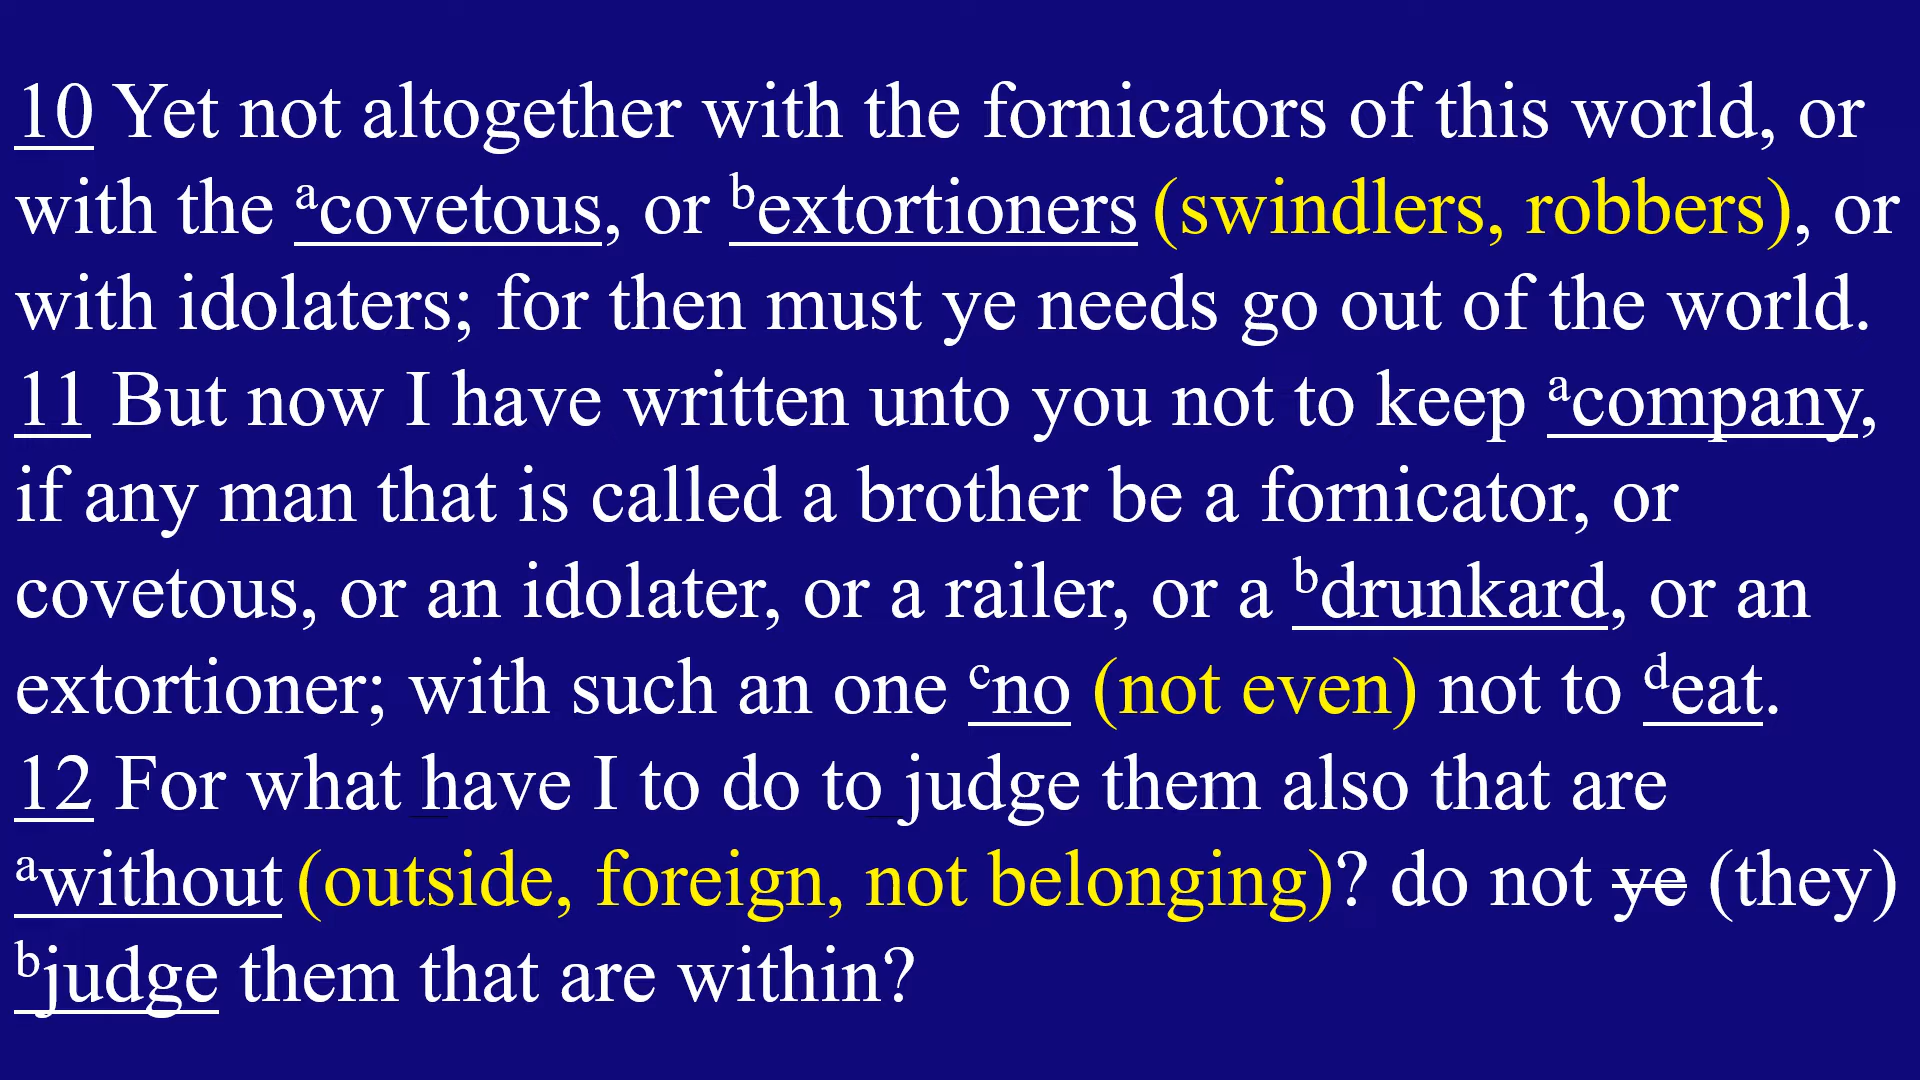 10 Yet not altogether with the fornicators of this world, or
with the ᵃcovetous, or ᵇextortioners (swindlers, robbers), or
with idolaters; for then must ye needs go out of the world.
11 But now I have written unto you not to keep ᵃcompany,
if any man that is called a brother be a fornicator, or
covetous, or an idolater, or a railer, or a ᵇdrunkard, or an
extortioner; with such an one ᶜno (not even) not to ᵈeat.
12 For what have I to do to judge them also that are
ᵃwithout (outside, foreign, not belonging)? do not ye (they)
ᵇjudge them that are within?